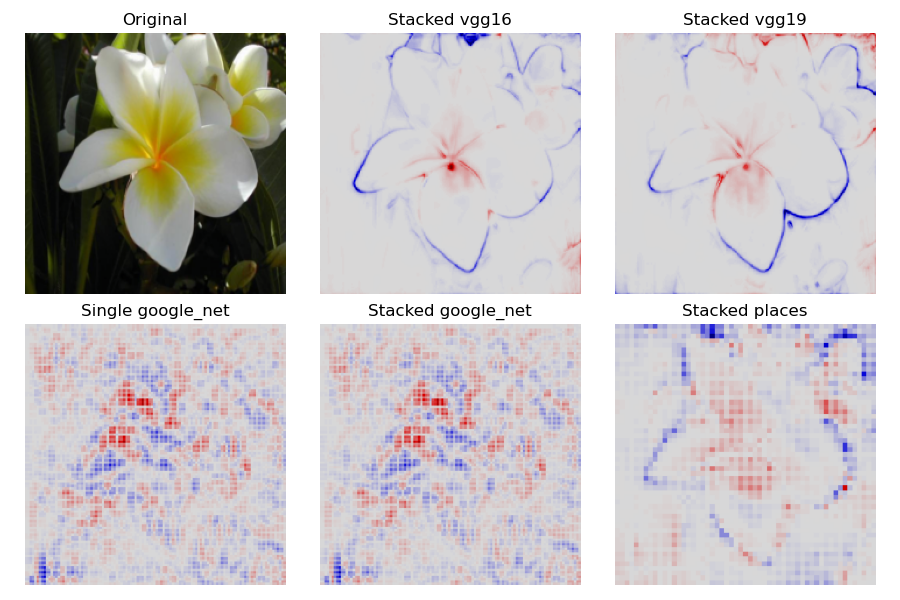 Original
Stacked vgg16
Stacked vgg19
Single google_net
Stacked google_net
Stacked places